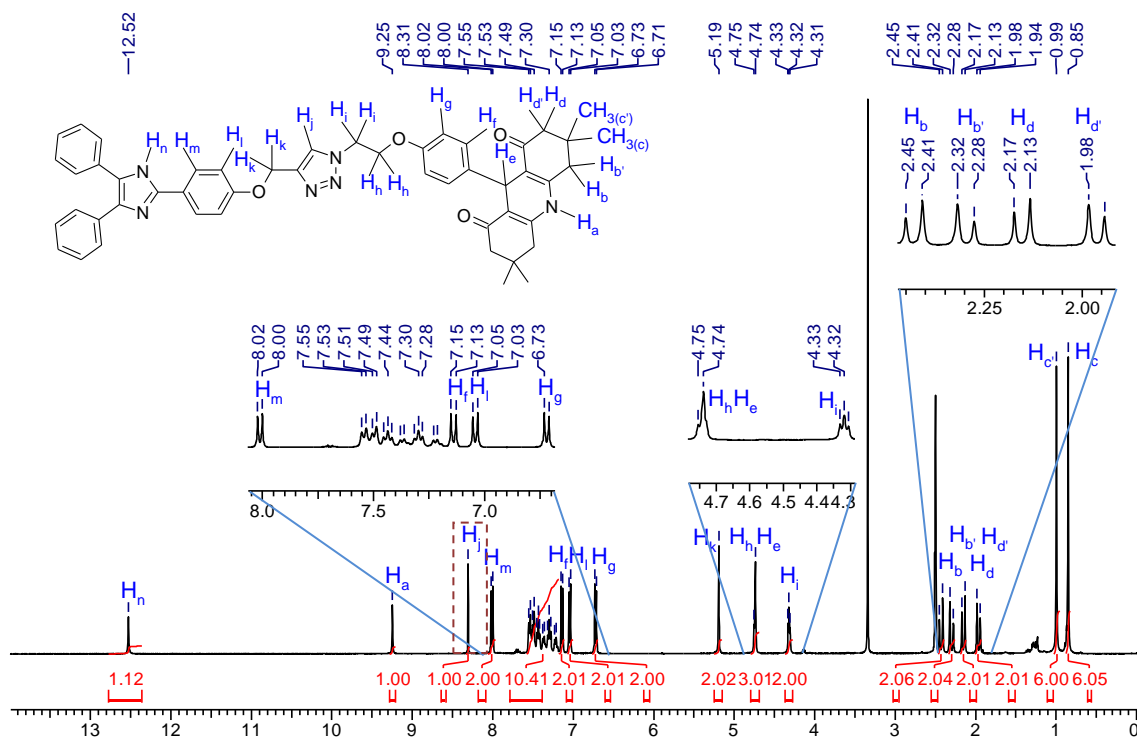 12.52
9.25
8.31
8.02
8.00
7.55
7.53
7.49
7.30
7.15
7.13
7.05
7.03
6.73
6.71
5.19
4.75
4.74
4.33
4.32
4.31
2.45
2.41
2.32
2.28
2.17
2.13
1.98
1.94
0.99
0.85
Hg
Hf
Hd' Hd
CH3(c')
CH3(c)
Hb'
Hb
Ha
He
O
O
N
H
Hi Hi
Hj
O
Hh Hh
N
N
N
Hk
Hk
O
Hl
Hm
Hn
N
N
Hb
Hb'
Hd
Hd'
2.45
2.41
2.32
2.28
2.17
2.13
1.98
2.25 2.00
8.02
8.00
7.55
7.53
7.51
7.49
7.44
7.30
7.28
7.15
7.13
7.05
7.03
6.73
Hm
Hf Hl
Hg
8.0 7.5 7.0
4.75
4.74
4.33
4.32
Hh He
Hi
4.7 4.6 4.5 4.4 4.3
Hc' Hc
Hn
Ha
Hj
Hm
Hf Hl Hg
Hk
Hh He
Hi
Hb
Hb'
Hd
Hd'
1.12 1.00 1.00 2.00 10.41 2.01 2.01 2.00 2.02 3.01 2.00 2.06 2.04 2.01 2.01 6.00 6.05
13 12 11 10 9 8 7 6 5 4 3 2 1 0